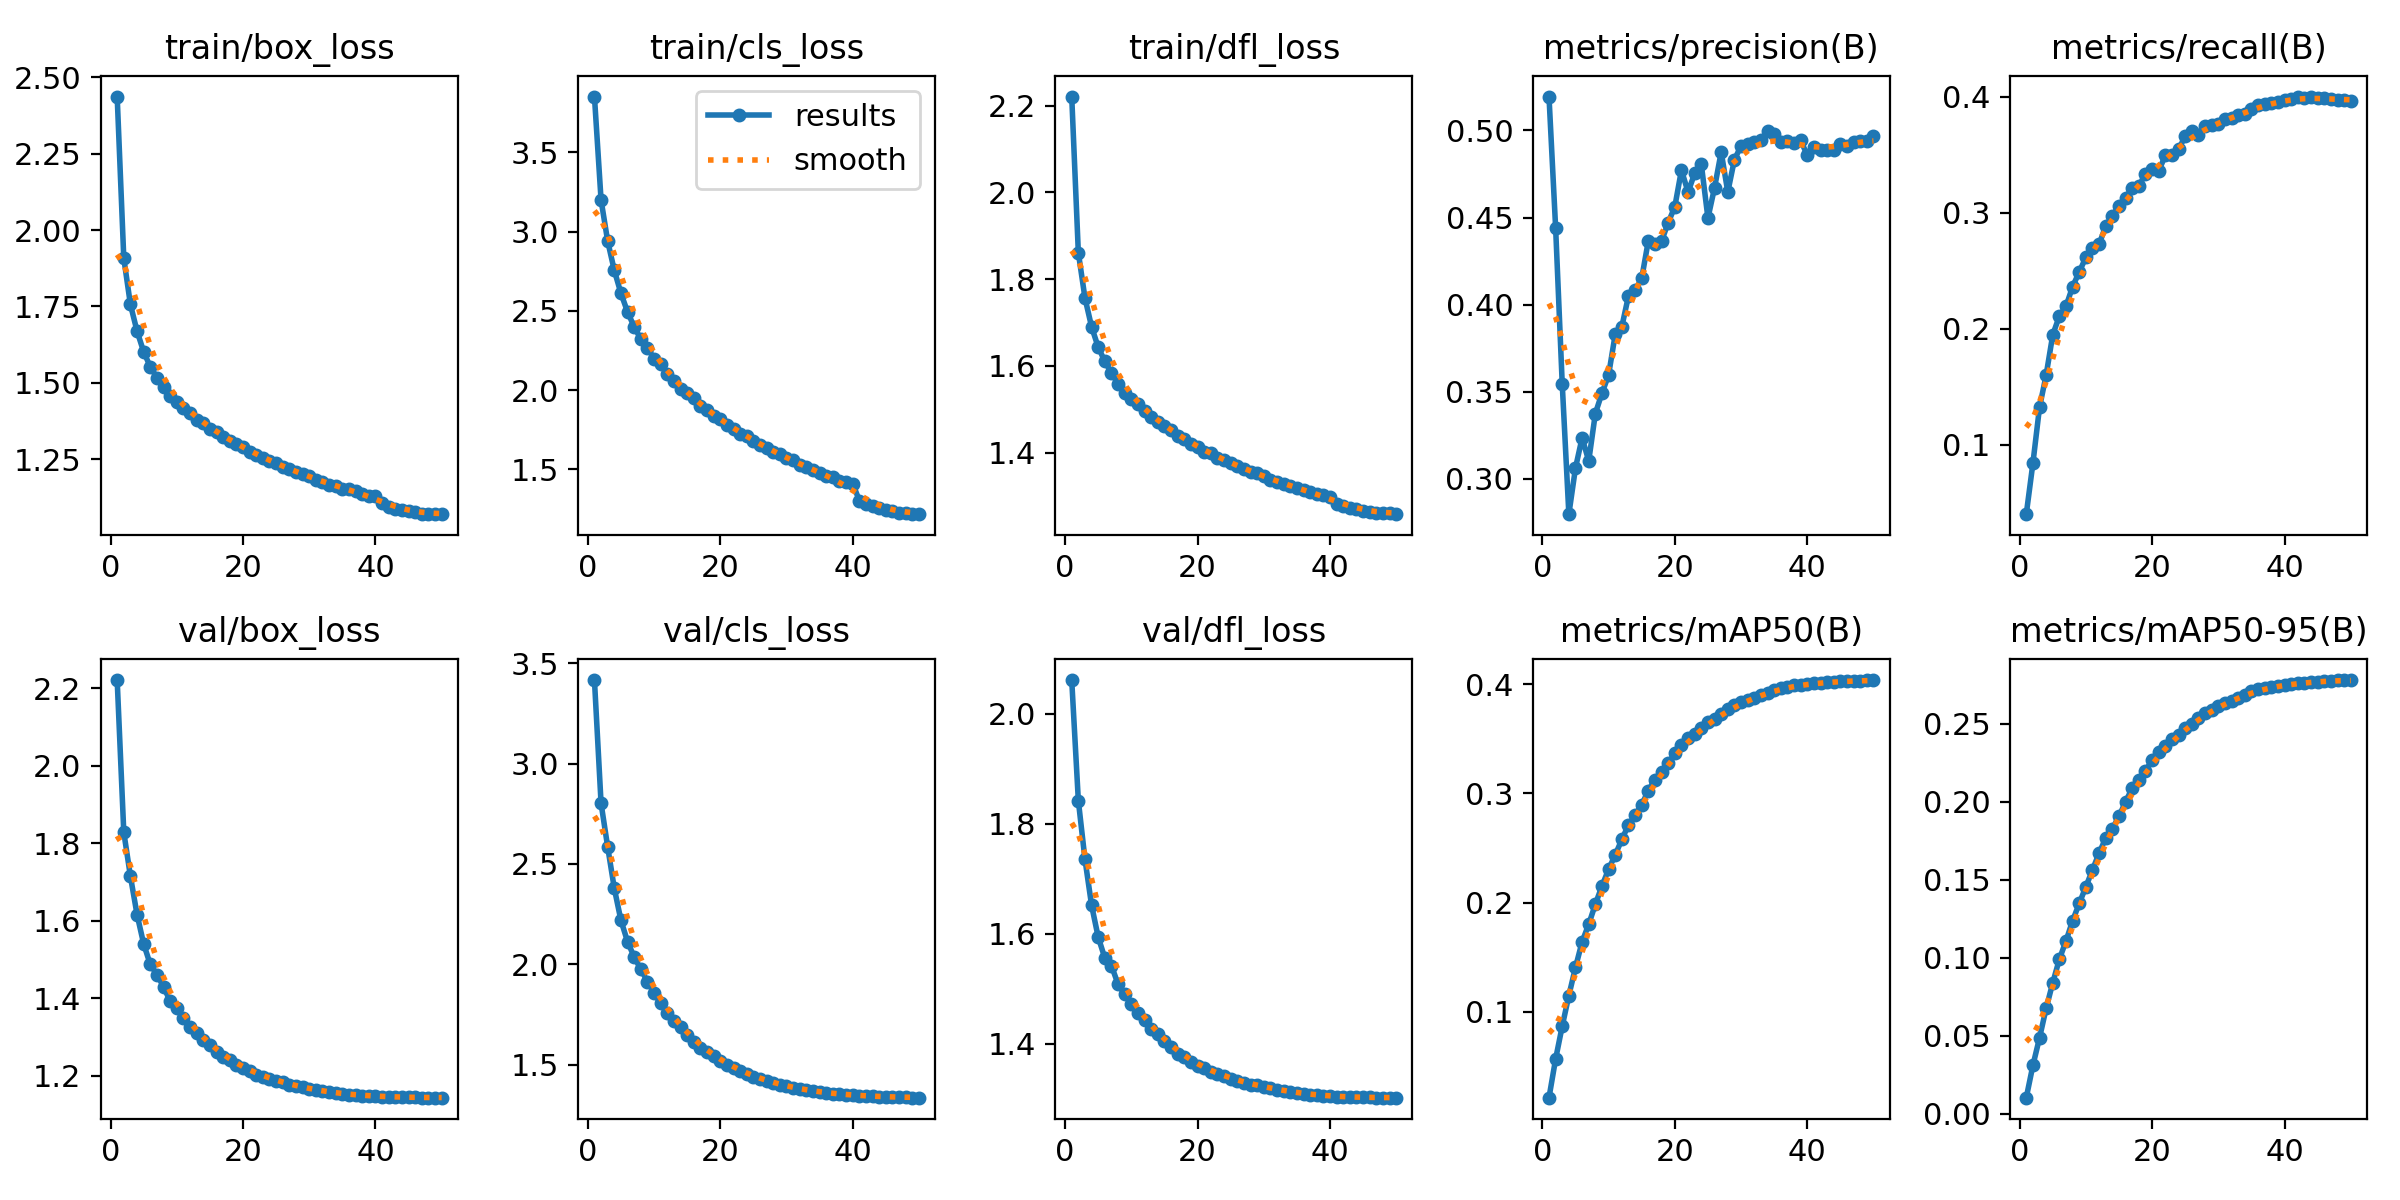 train/box_loss
2.50
2.25
2.00
1.75
1.50
1.25
0 20 40
train/cls_loss
results
smooth
3.5
3.0
2.5
2.0
1.5
0 20 40
train/dfl_loss
2.2
2.0
1.8
1.6
1.4
0 20 40
metrics/precision(B)
0.50
0.45
0.40
0.35
0.30
0 20 40
metrics/recall(B)
0.4
0.3
0.2
0.1
0 20 40
val/box_loss
2.2
2.0
1.8
1.6
1.4
1.2
0 20 40
val/cls_loss
3.5
3.0
2.5
2.0
1.5
0 20 40
val/dfl_loss
2.0
1.8
1.6
1.4
0 20 40
metrics/mAP50(B)
0.4
0.3
0.2
0.1
0 20 40
metrics/mAP50-95(B)
0.25
0.20
0.15
0.10
0.05
0.00
0 20 40